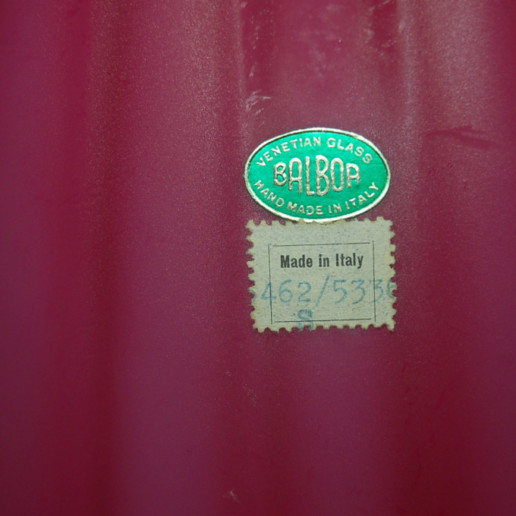 VENETIAN GLASS
BALBOA
HAND MADE IN ITALY
Made in Italy
462/533
S